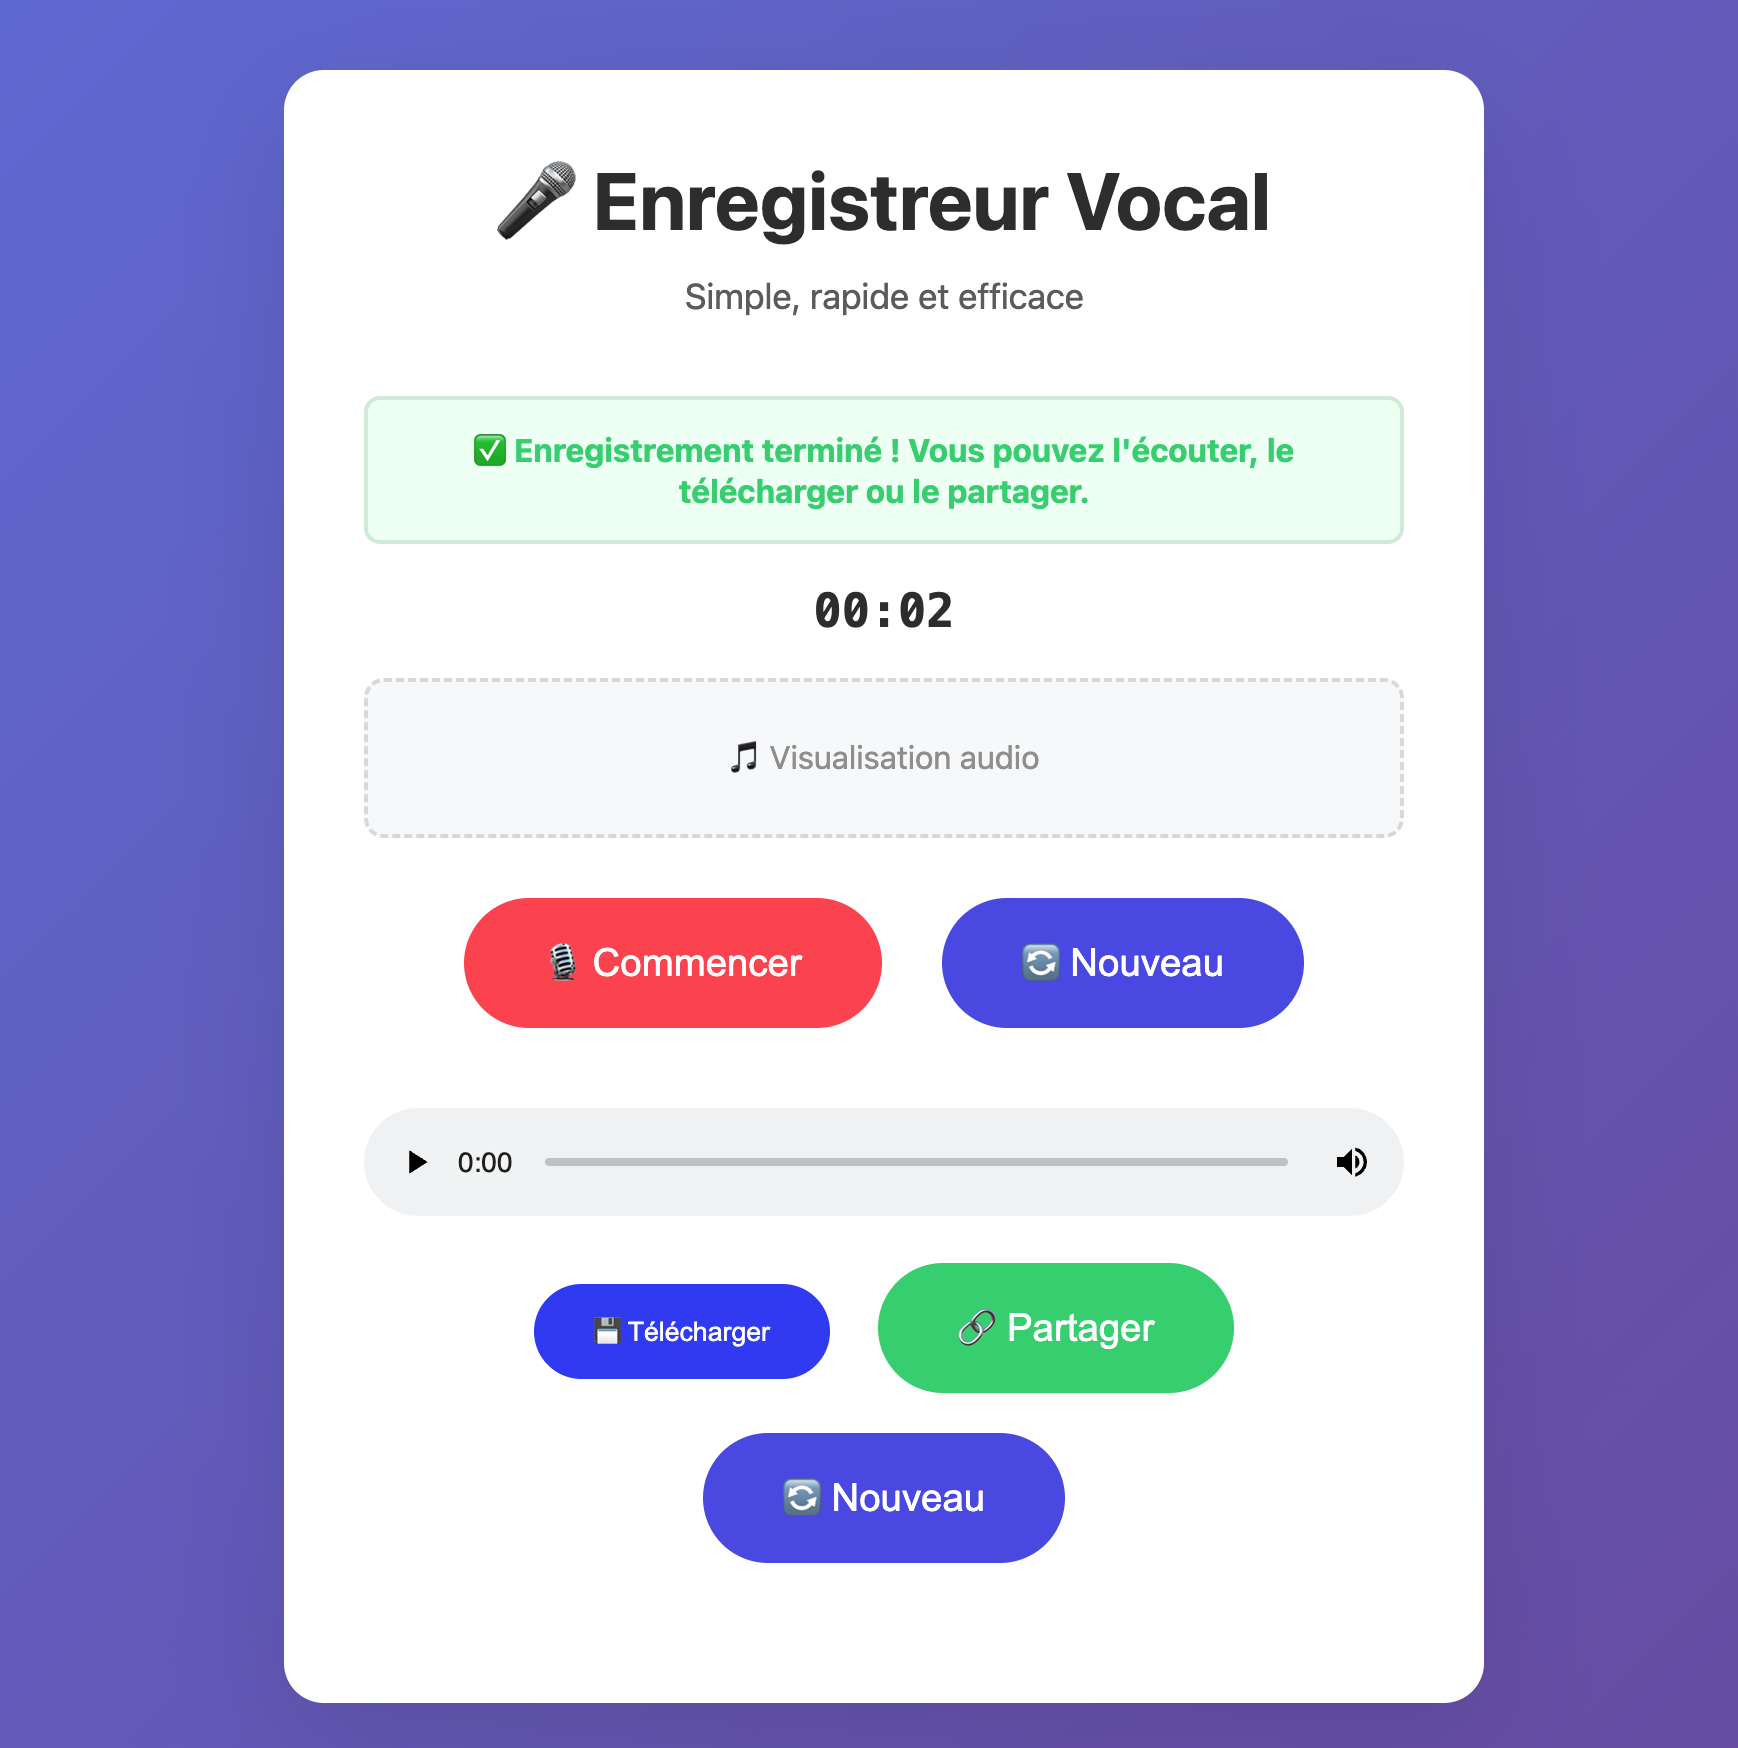 🎤 Enregistreur Vocal
Simple, rapide et efficace
✅ Enregistrement terminé ! Vous pouvez l'écouter, le
télécharger ou le partager.
00:02
🎵 Visualisation audio
🎙️ Commencer
🔄 Nouveau
0:00
💾 Télécharger
🔗 Partager
🔄 Nouveau